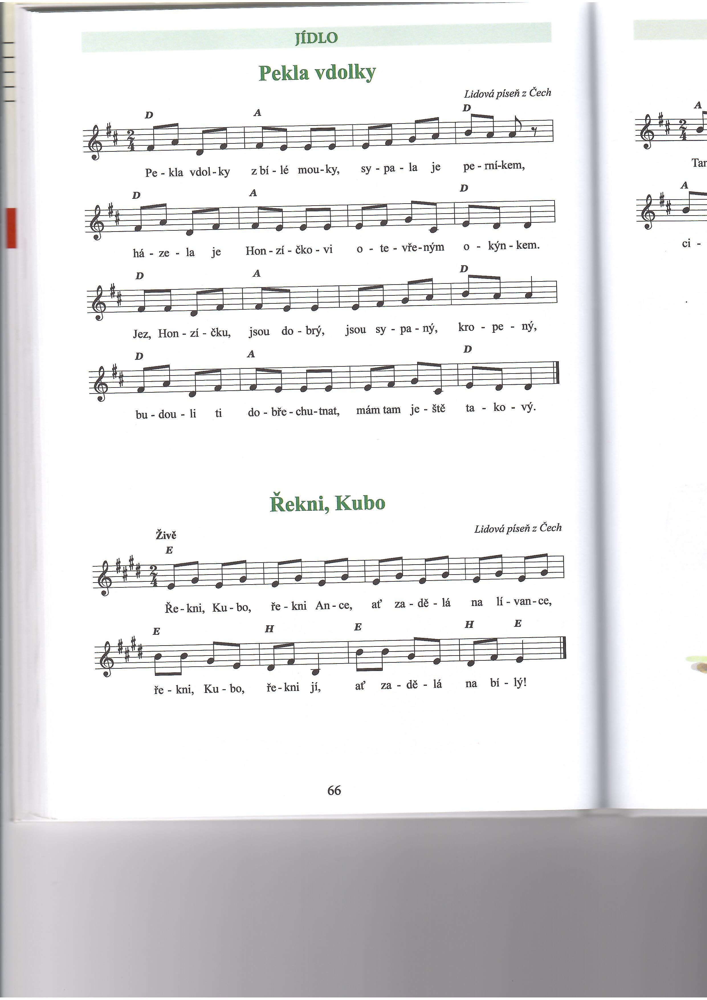 JÍDLO
Pekla vdolky
Lidová píseň z Čech
D A D
2 4
Pe - kla vdol - ky z bí - lé mou - ky, sy - pa - la je pe - rní - kem,
D A D
há - ze - la je Hon - zí - čko - vi o - te - vře - ným o - kýn - kem.
D A D
Jez, Hon - zí - čku, jsou do - brý, jsou sy - pa - ný, kro - pe - ný,
D A D
bu - dou - li ti do - bře - chu - tnat, mám tam je - ště ta - ko - vý.
Řekni, Kubo
Lidová píseň z Čech
Živě
E
2 4
Ře - kni, Ku - bo, ře - kni An - ce, ať za - dě - lá na lí - van - ce,
E H E H E
ře - kni, Ku - bo, ře - kni jí, ať za - dě - lá na bí - lý!
66
A
2 4
A
ci -